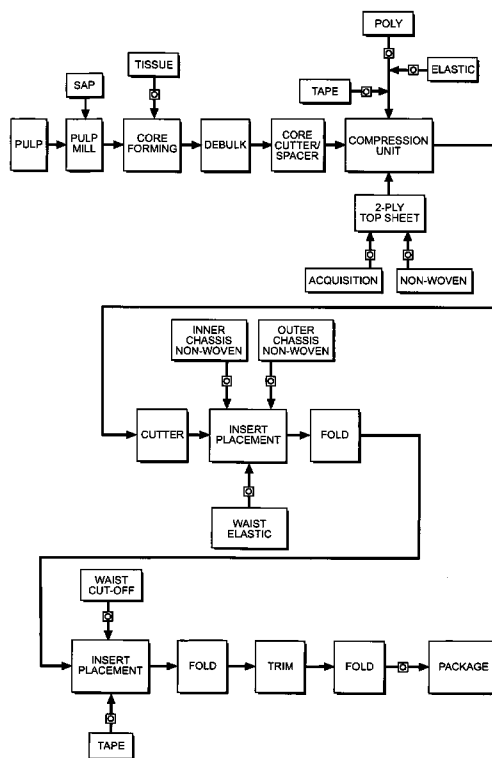 POLY
TISSUE
ELASTIC
SAP
TAPE
PULP
PULP
MILL
CORE
FORMING
DEBULK
CORE
CUTTER/
SPACER
COMPRESSION
UNIT
2-PLY
TOP SHEET
ACQUISITION
NON-WOVEN
INNER
CHASSIS
NON-WOVEN
OUTER
CHASSIS
NON-WOVEN
CUTTER
INSERT
PLACEMENT
FOLD
WAIST
ELASTIC
WAIST
CUT-OFF
INSERT
PLACEMENT
FOLD
TRIM
FOLD
PACKAGE
TAPE